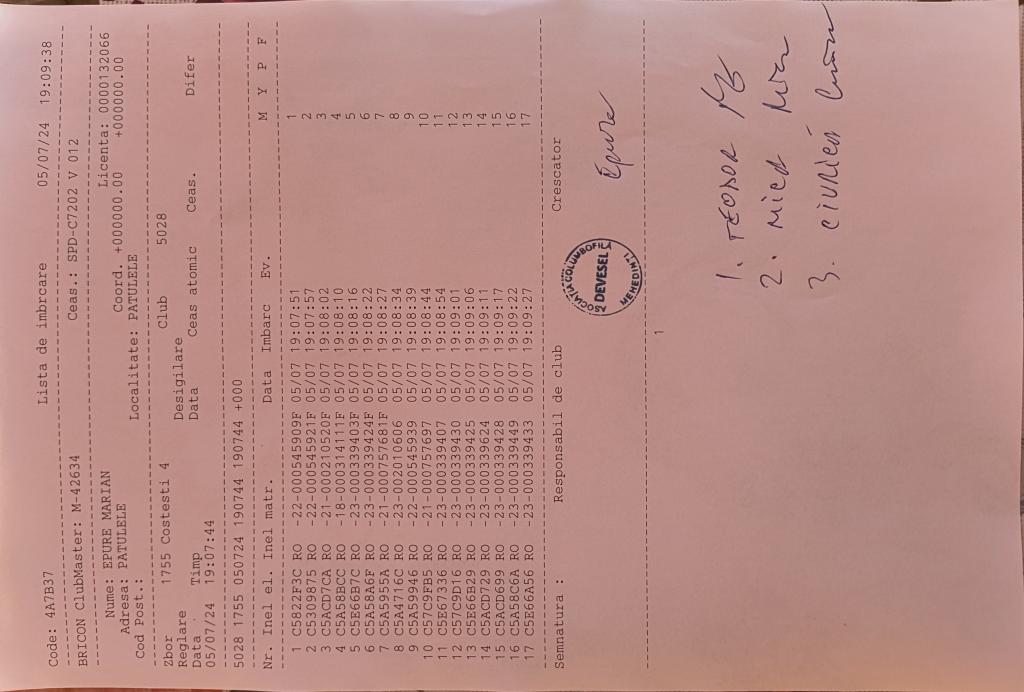 Code: 4A7B37 Lista de imbrcare 05/07/24 19:09:38
BRICON ClubMaster: M-42634 Ceas.: SPD-C7202 V 012
Nume: EPURE MARIAN Licenta: 0000132066
Adresa: PATULELE Coord. +000000.00 +000000.00
Cod Post.: Localitate: PATULELE
Zbor 1755 Costesti 4 Club 5028
Reglare Desigilare
Data Timp Data Ceas atomic Ceas. Difer
05/07/24 19:07:44
5028 1755 050724 190744 190744 +000
Nr. Inel el. Inel matr. Data Imbarc Ev. M Y P F
1 C5822F3C RO -22-000545909F 05/07 19:07:51 1
2 C5309875 RO -22-000545921F 05/07 19:07:57 2
3 C5ACD7CA RO -21-000210520F 05/07 19:08:02 3
4 C5A58BCC RO -18-000314111F 05/07 19:08:10 4
5 C5E66B7C RO -23-000339403F 05/07 19:08:16 5
6 C5A58A6F RO -23-000339424F 05/07 19:08:22 6
7 C5A5955A RO -21-000757681F 05/07 19:08:27 7
8 C5A4716C RO -23-002010606 05/07 19:08:34 8
9 C5A59946 RO -22-000545939 05/07 19:08:39 9
10 C57C9FB5 RO -21-000757697 05/07 19:08:44 10
11 C5E67336 RO -23-000339407 05/07 19:08:54 11
12 C57C9D16 RO -23-000339430 05/07 19:09:01 12
13 C5E66B29 RO -23-000339425 05/07 19:09:06 13
14 C5ACD729 RO -23-000339624 05/07 19:09:11 14
15 C5ACD699 RO -23-000339428 05/07 19:09:17 15
16 C5A58C6A RO -23-000339449 05/07 19:09:22 16
17 C5E66A56 RO -23-000339433 05/07 19:09:27 17
Semnatura : Responsabil de club Crescator
ASOCIAȚIA COLUMBOFILĂ
DEVESEL
MEHEDINȚI
Epure
1
1. TEODOR
2. MICA
3. CIURICĂ